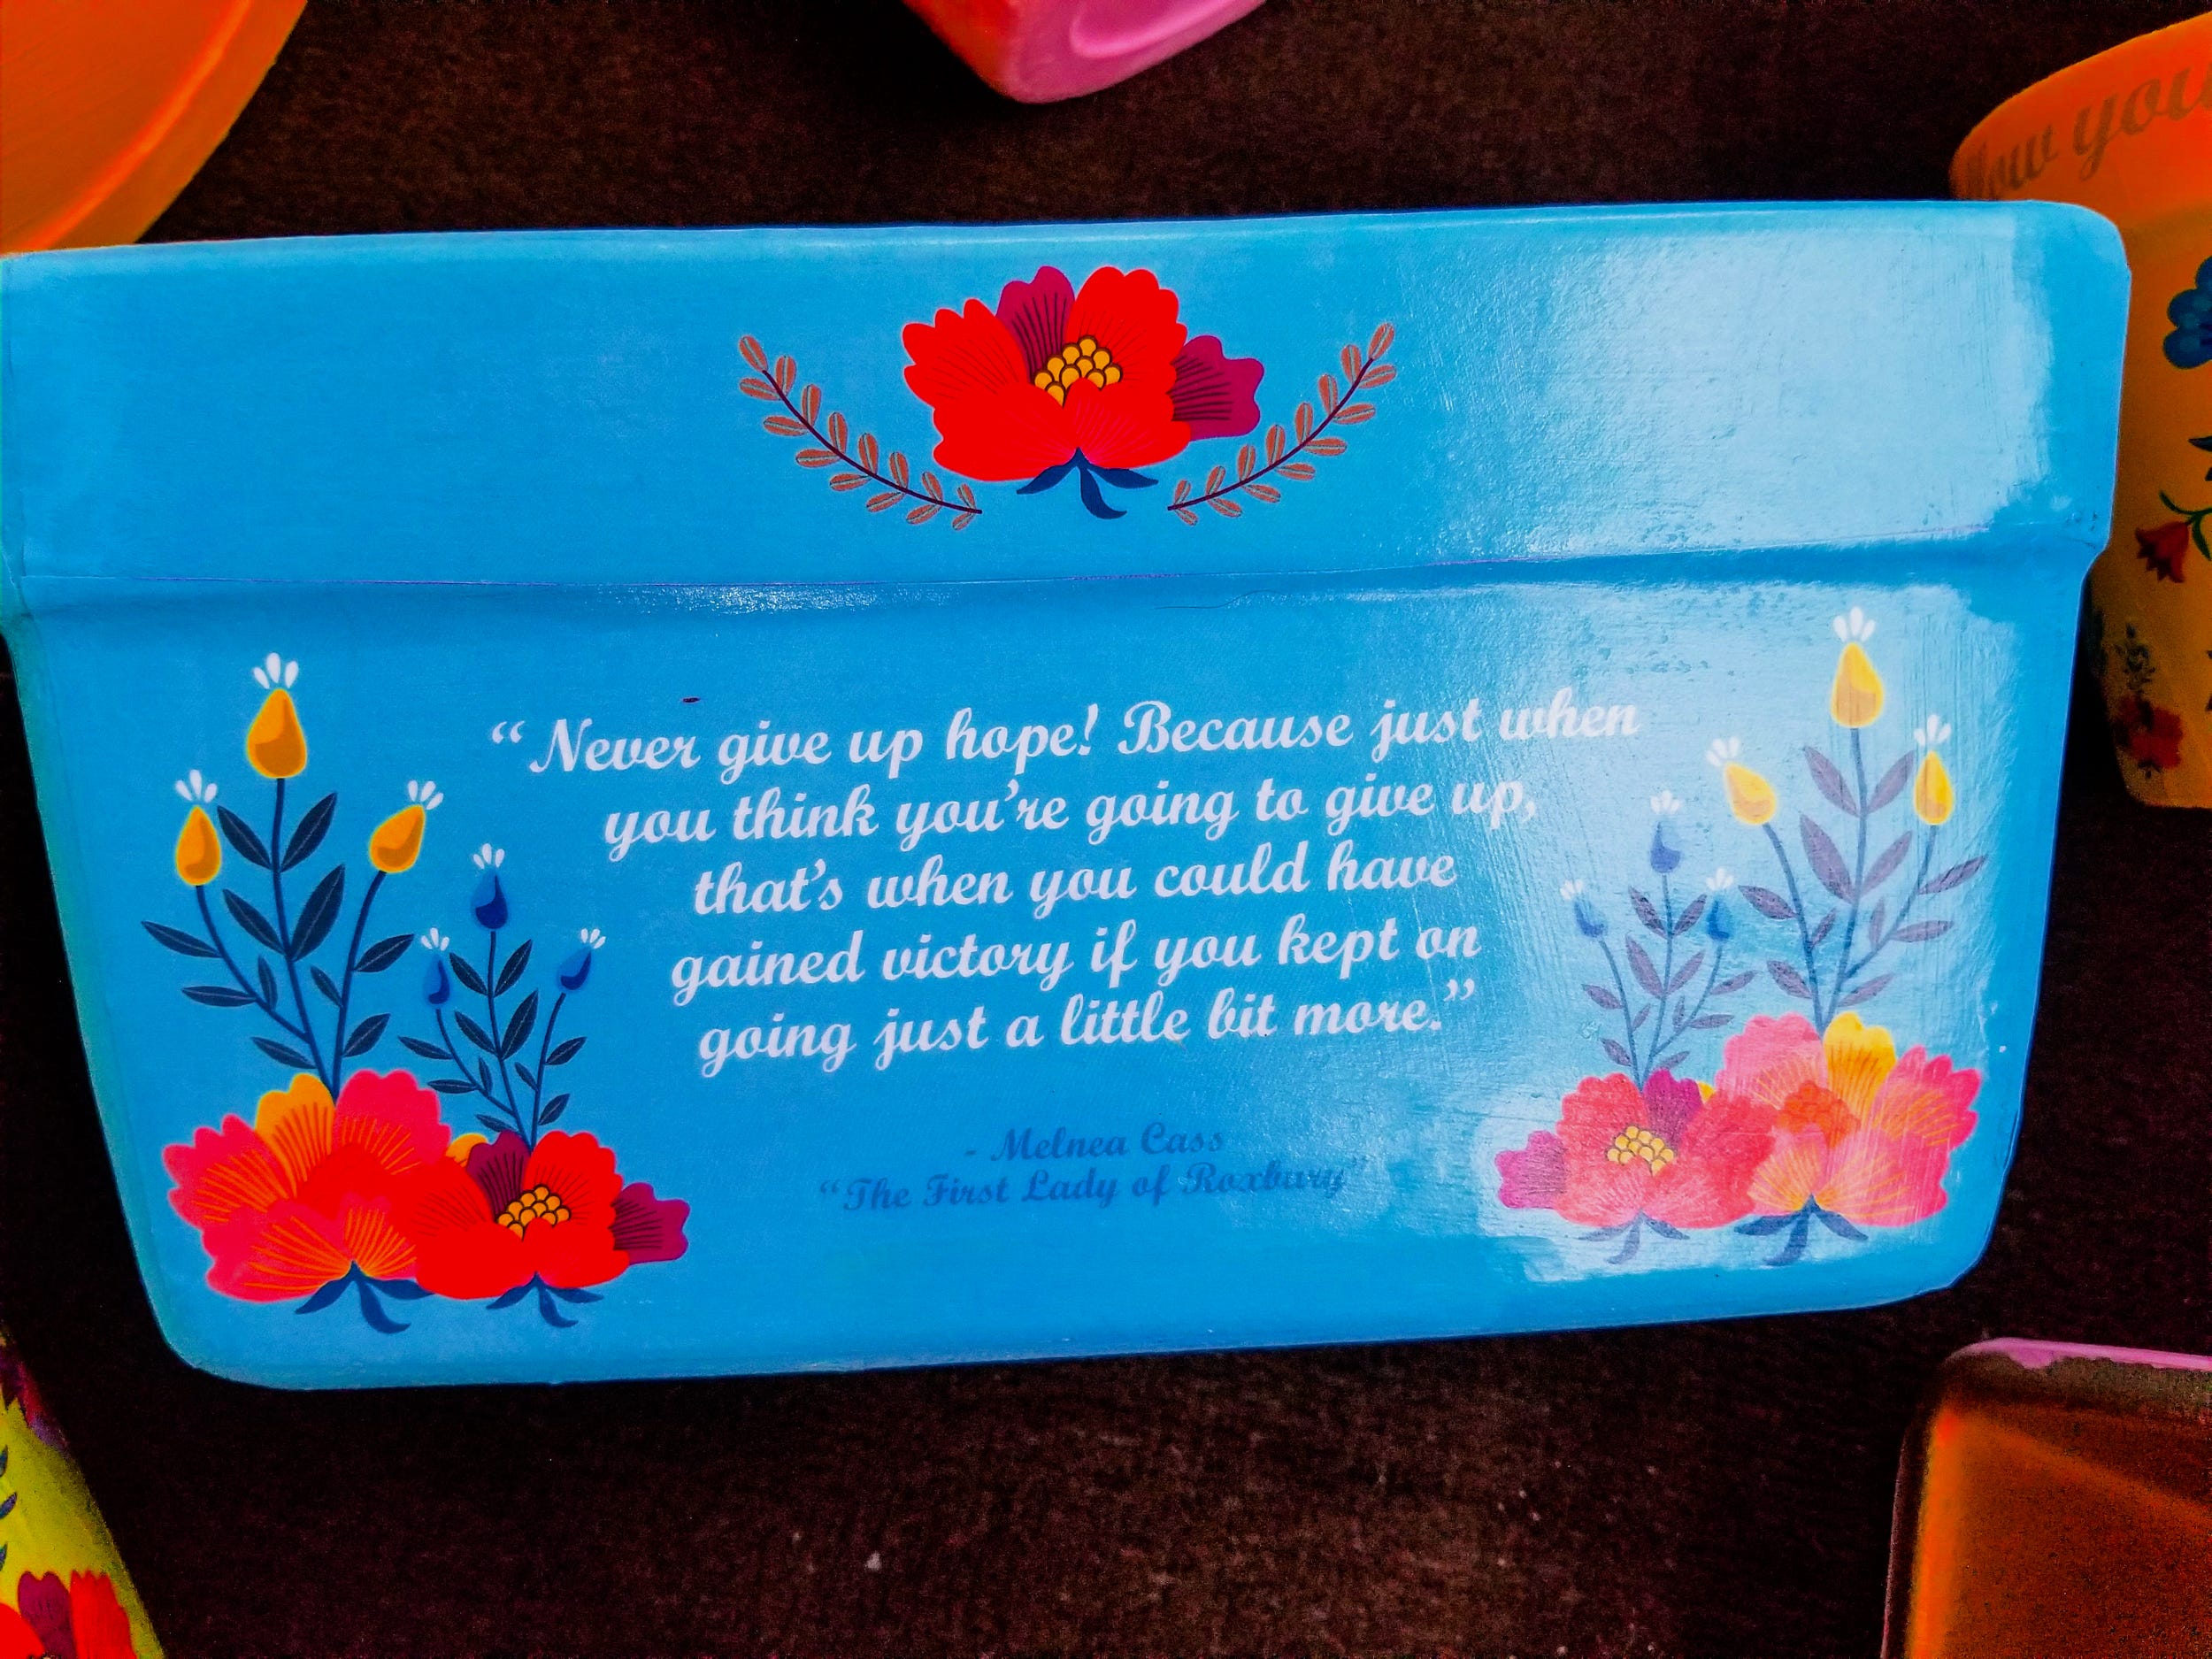 “Never give up hope! Because just when
you think you’re going to give up,
that’s when you could have
gained victory if you kept on
going just a little bit more.”
- Melnea Cass
“The First Lady of Roxbury”
you